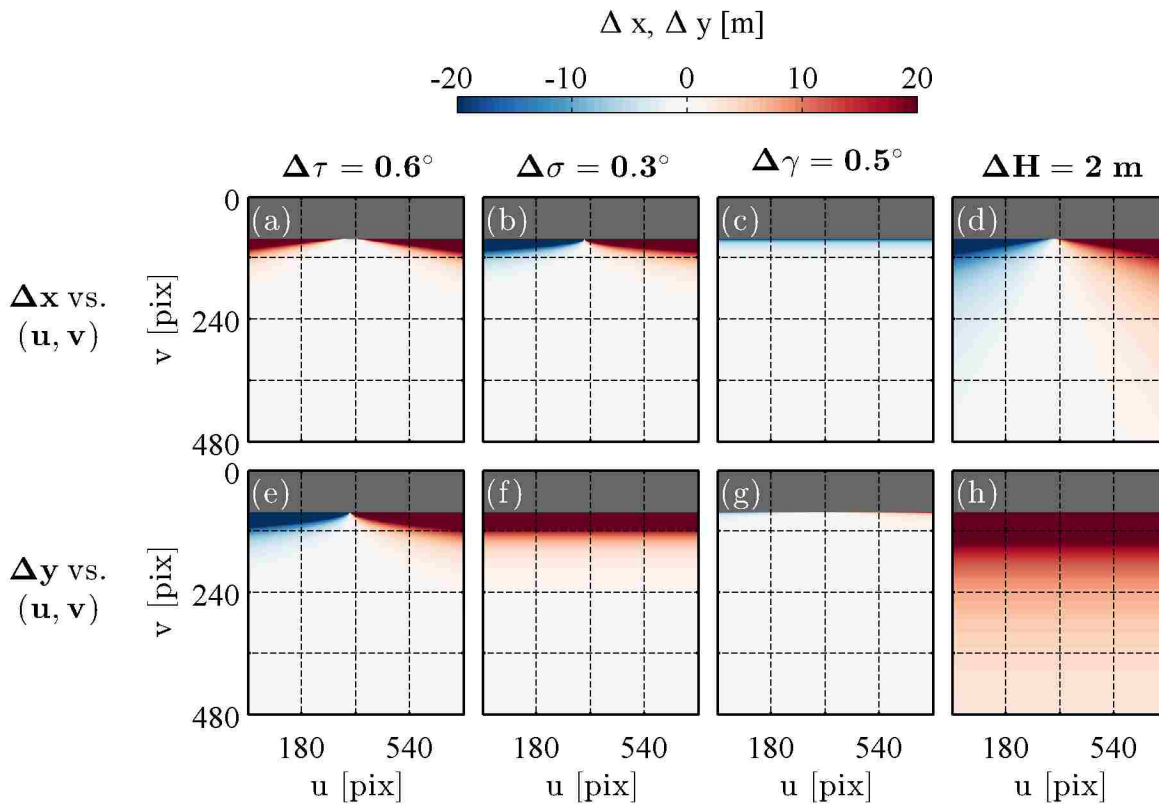 Δ x, Δ y [m]
-20 -10 0 10 20
Δτ = 0.6° Δσ = 0.3° Δγ = 0.5° ΔH = 2 m
0 (a) (b) (c) (d)
Δx vs.
(u, v)
v [pix]
240
480
0 (e) (f) (g) (h)
Δy vs.
(u, v)
v [pix]
240
480
180 540 180 540 180 540 180 540
u [pix] u [pix] u [pix] u [pix]